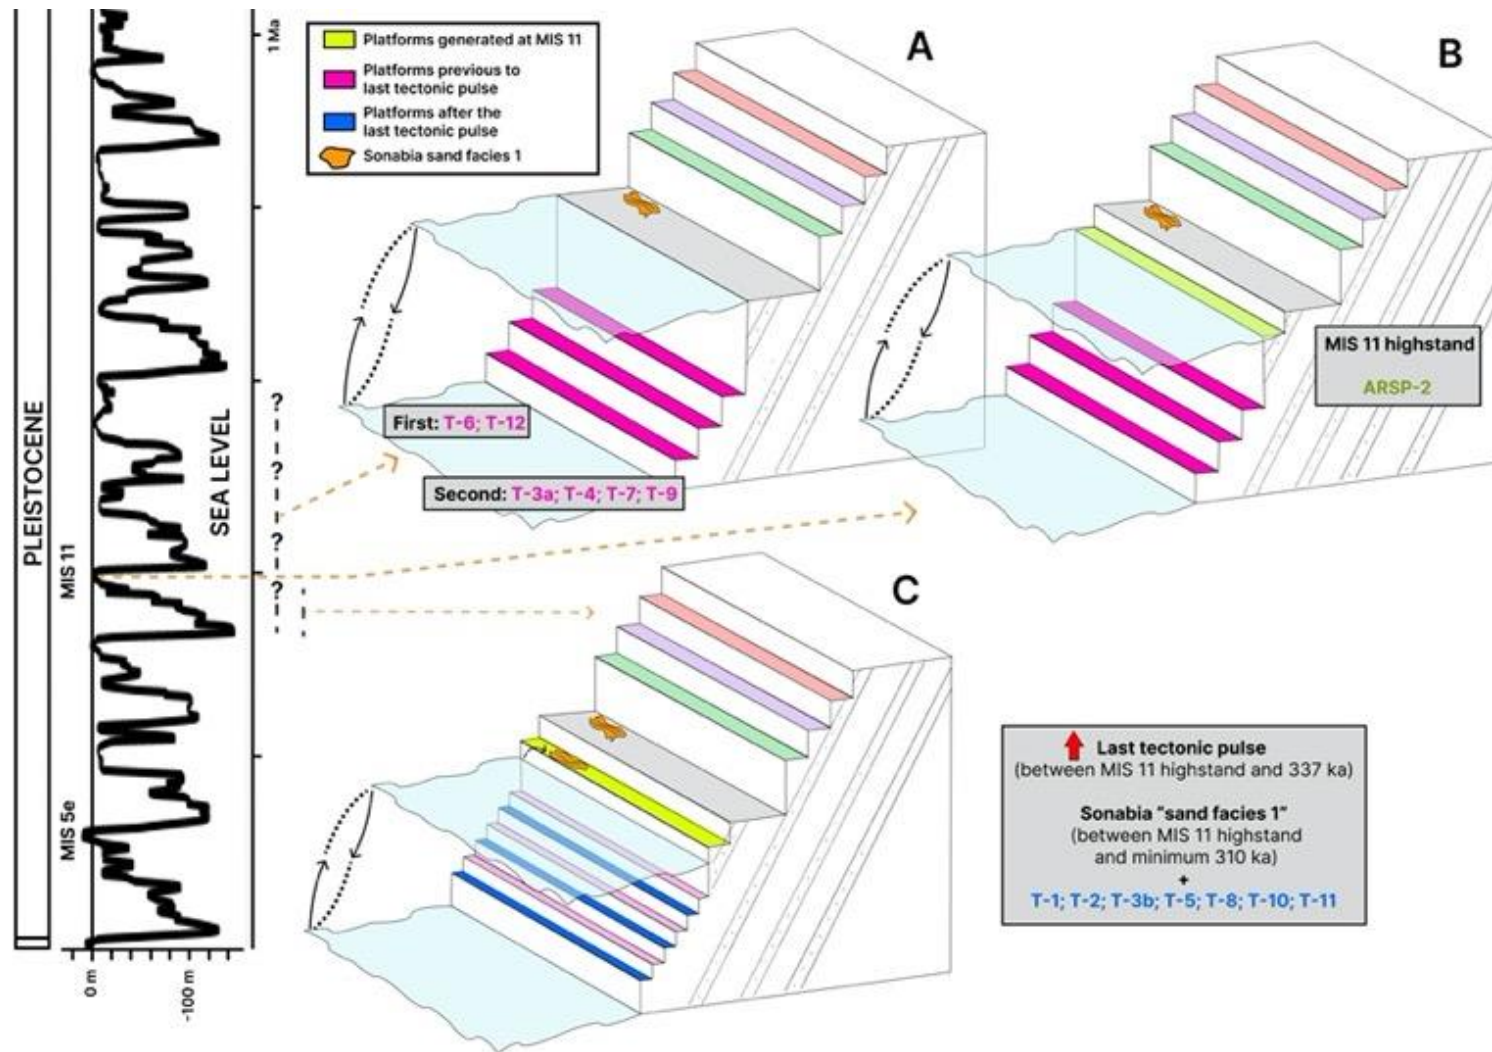 PLEISTOCENE
MIS 11
MIS 5e
SEA LEVEL
1 Ma
0 m
-100 m
?
?
?
?
Platforms generated at MIS 11
Platforms previous to
last tectonic pulse
Platforms after the
last tectonic pulse
Sonabia sand facies 1
A
First: T-6; T-12
Second: T-3a; T-4; T-7; T-9
B
MIS 11 highstand
ARSP-2
C
Last tectonic pulse
(between MIS 11 highstand and 337 ka)
Sonabia "sand facies 1"
(between MIS 11 highstand
and minimum 310 ka)
+
T-1; T-2; T-3b; T-5; T-8; T-10; T-11